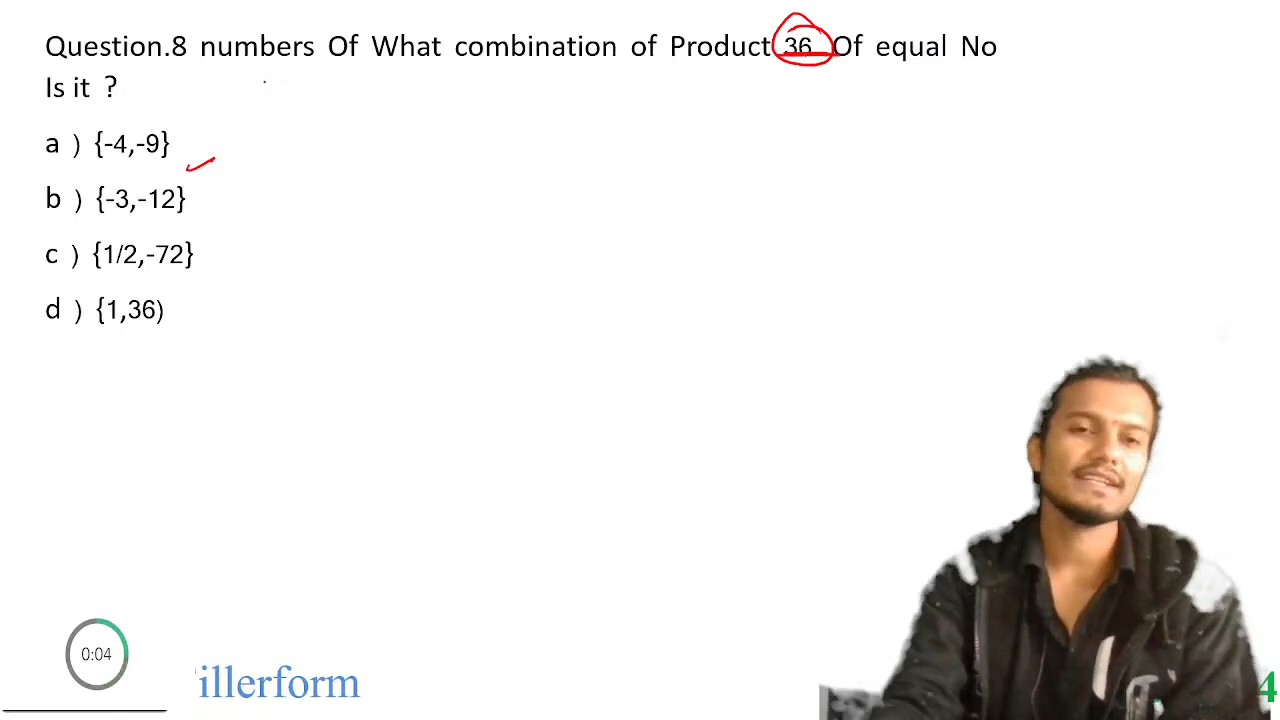 Question.8 numbers Of What combination of Product 36 Of equal No
Is it ?
a ) {-4,-9}
b ) {-3,-12}
c ) {1/2,-72}
d ) {1,36)
0:04
illerform
4